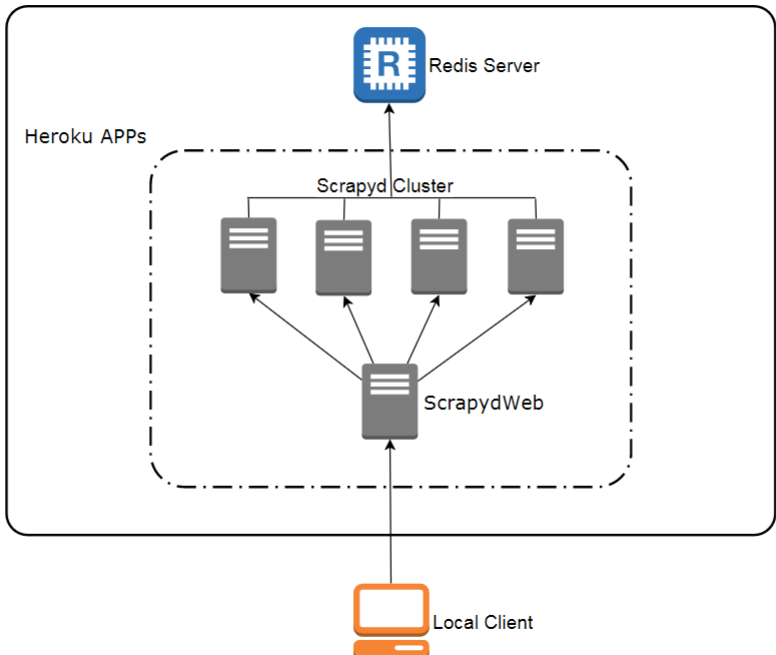 R
Redis Server
Heroku APPs
Scrapyd Cluster
ScrapydWeb
Local Client